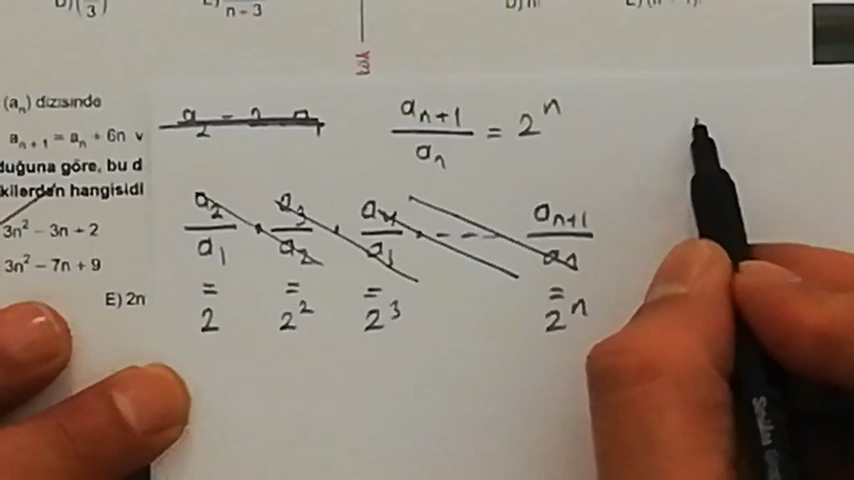 (aₙ) dizisinde
aₙ₊₁ = aₙ + 6n v
duğuna göre, bu d
kilerden hangisidi
3n² – 3n + 2
3n² – 7n + 9
E) 2n
aₙ₊₁ / aₙ = 2ⁿ
a₂ / a₁ · a₃ / a₂ · a₄ / a₃ · - - - aₙ₊₁ / aₙ
= = = =
2 2² 2³ 2ⁿ